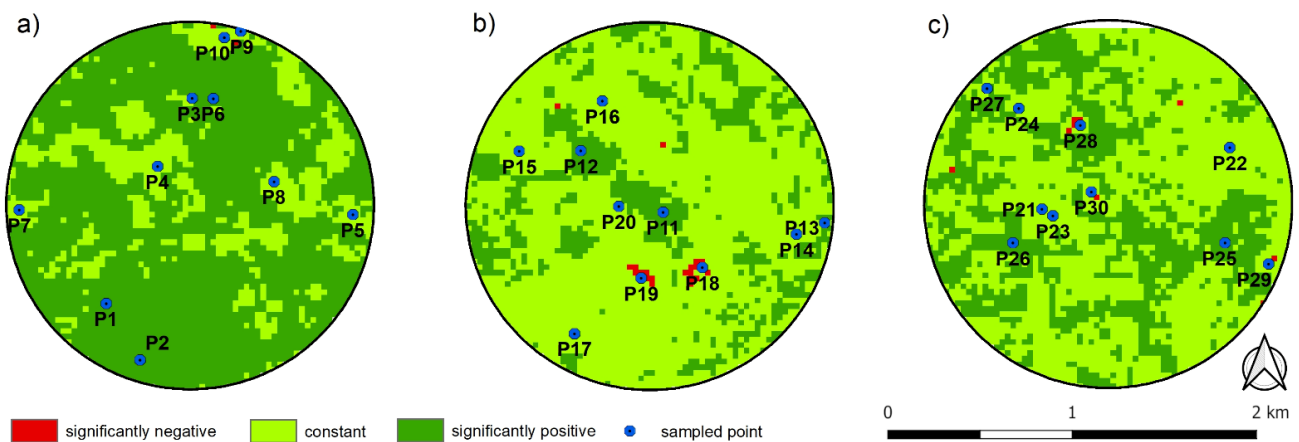 a)
b)
c)
P10 P9
P3 P6
P4
P8
P7
P5
P1
P2
P16
P15
P12
P20
P11
P13
P14
P19
P18
P17
P27
P24
P28
P22
P30
P21
P23
P26
P25
P29
significantly negative
constant
significantly positive
sampled point
0 1 2 km